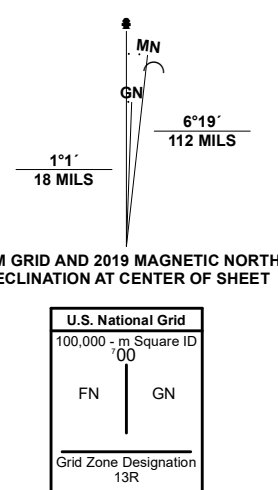 MN
GN
6°19´
112 MILS
1°1´
18 MILS
M GRID AND 2019 MAGNETIC NORTH
ECLINATION AT CENTER OF SHEET
U.S. National Grid
100,000 - m Square ID
⁷00
FN GN
Grid Zone Designation
13R